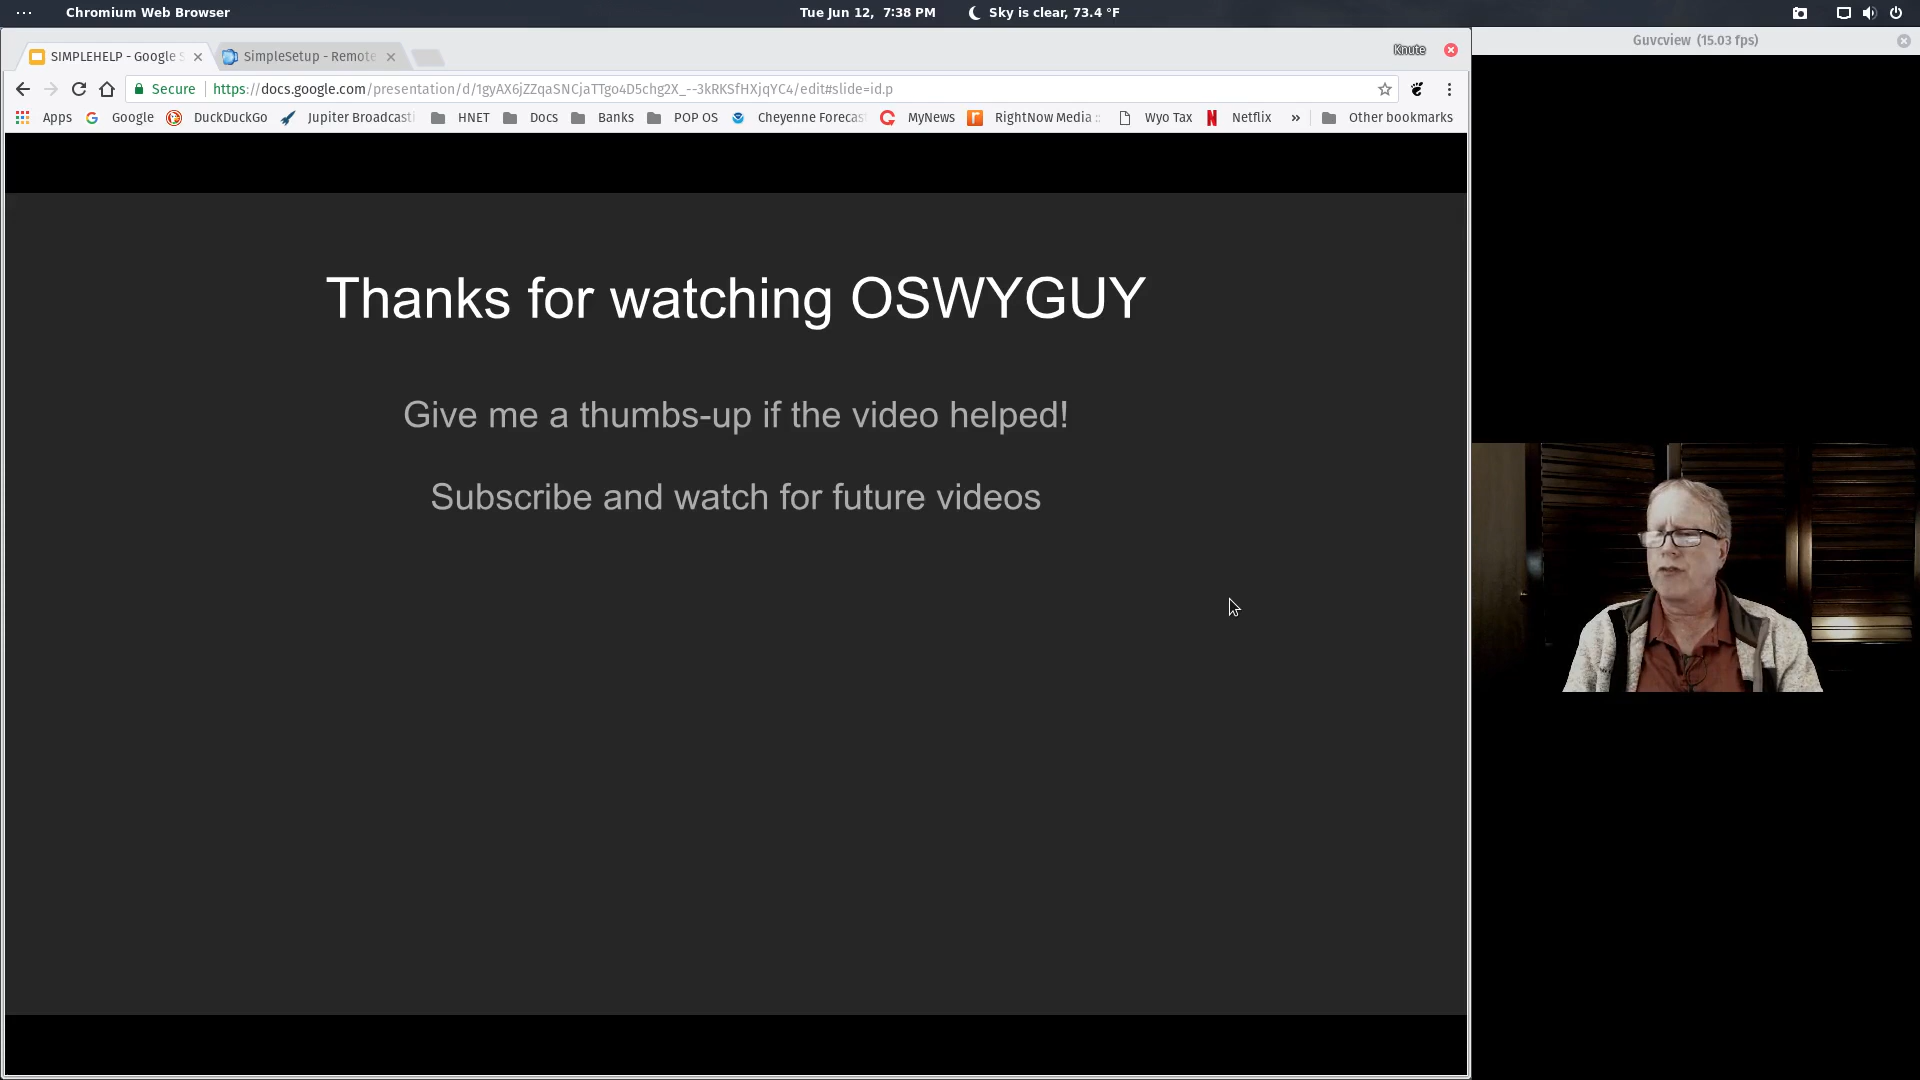 Chromium Web Browser
Tue Jun 12, 7:38 PM
Sky is clear, 73.4 °F
SIMPLEHELP - Google S
SimpleSetup - Remote
Knute
Guvcview (15.03 fps)
Secure
https://docs.google.com/presentation/d/1gyAX6jZZqaSNCjaTTgo4D5chg2X_--3kRKSfHXjqYC4/edit#slide=id.p
Apps
Google
DuckDuckGo
Jupiter Broadcasti
HNET
Docs
Banks
POP OS
Cheyenne Forecas
MyNews
RightNow Media ::
Wyo Tax
Netflix
»
Other bookmarks
Thanks for watching OSWYGUY
Give me a thumbs-up if the video helped!
Subscribe and watch for future videos